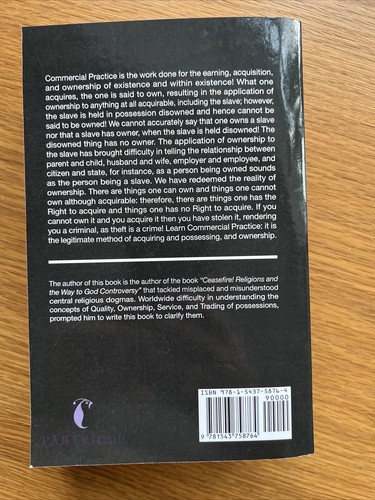 Commercial Practice is the work done for the earning, acquisition,
and ownership of existence and within existence! What one
acquires, the one is said to own, resulting in the application of
ownership to anything at all acquirable, including the slave; however,
the slave is held in possession disowned and hence cannot be
said to be owned! We cannot accurately say that one owns a slave
nor that a slave has owner, when the slave is held disowned! The
disowned thing has no owner. The application of ownership to
the slave has brought difficulty in telling the relationship between
parent and child, husband and wife, employer and employee, and
citizen and state, for instance, as a person being owned sounds
as the person being a slave. We have redeemed the reality of
ownership. There are things one can own and things one cannot
own although acquirable: therefore, there are things one has the
Right to acquire and things one has no Right to acquire. If you
cannot own it and you acquire it then you have stolen it, rendering
you a criminal, as theft is a crime! Learn Commercial Practice: it is
the legitimate method of acquiring and possessing, and ownership.
The author of this book is the author of the book “Ceasefire! Religions and
the Way to God Controversy” that tackled misplaced and misunderstood
central religious dogmas. Worldwide difficulty in understanding the
concepts of Quality, Ownership, Service, and Trading of possessions,
prompted him to write this book to clarify them.
ISBN 978-1-5437-5876-4
90000
9 781543 758764
PARTRIDGE